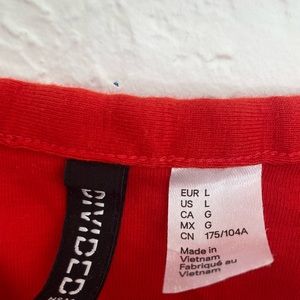 DIVIDED
EUR L
US L
CA G
MX G
CN 175/104A
Made in
Vietnam
Fabriqué au
Vietnam